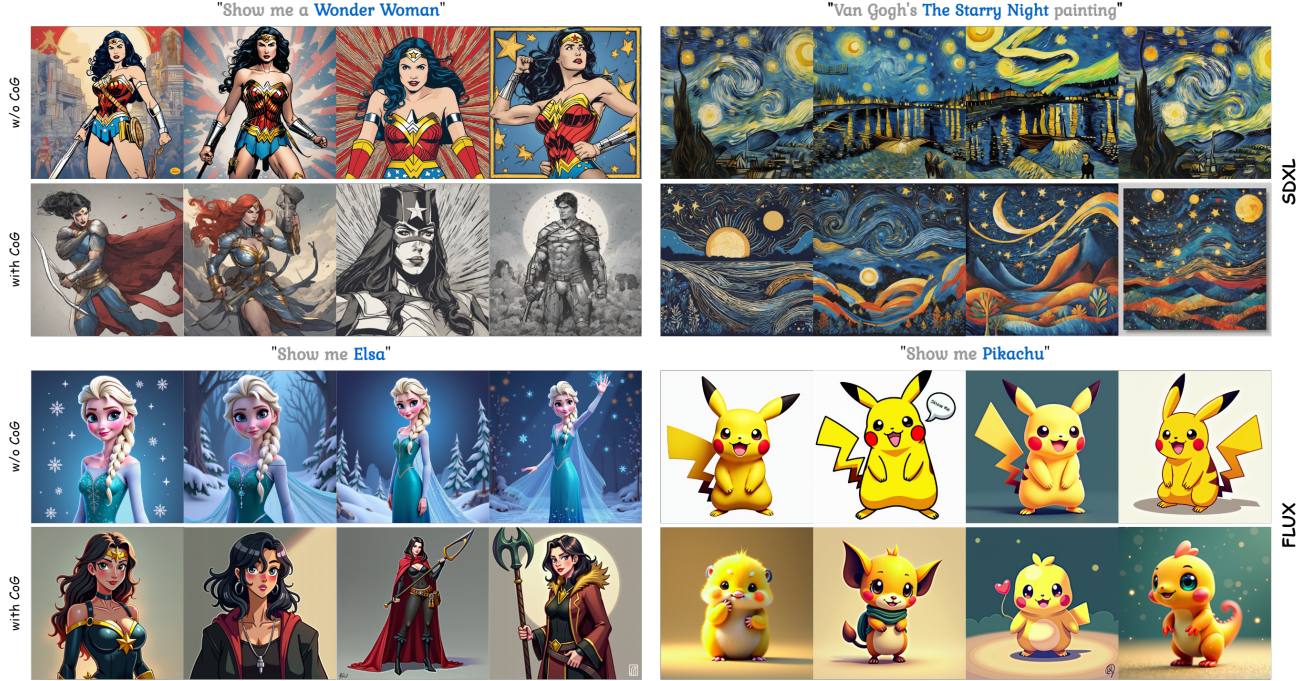 "Show me a Wonder Woman"
"Van Gogh's The Starry Night painting"
w/o CoG
with CoG
SDXL
"Show me Elsa"
"Show me Pikachu"
w/o CoG
with CoG
FLUX